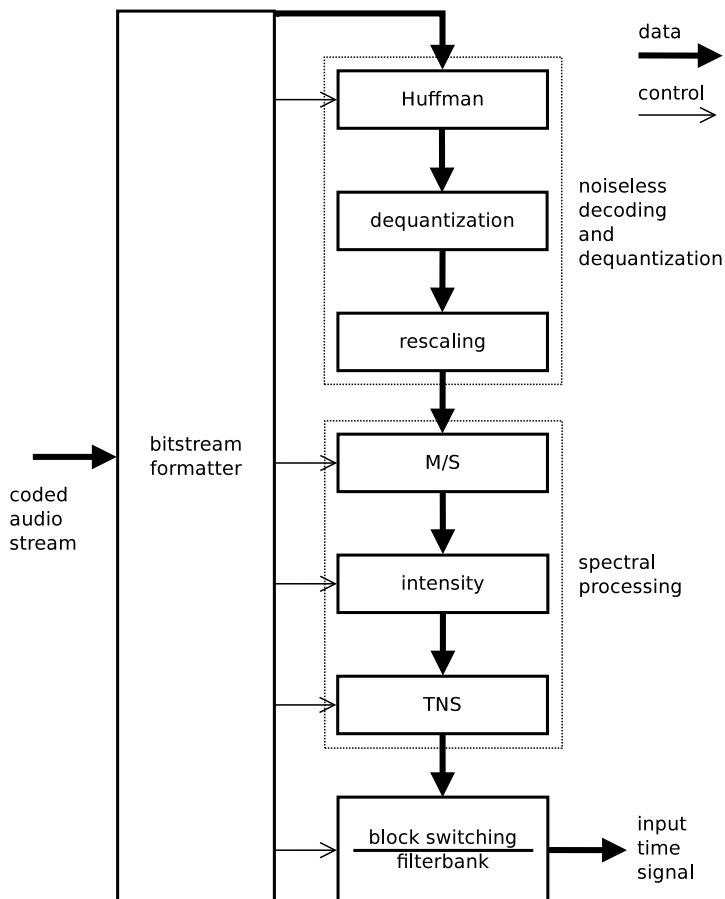 data
control
Huffman
dequantization
rescaling
noiseless
decoding
and
dequantization
coded
audio
stream
bitstream
formatter
M/S
intensity
TNS
spectral
processing
block switching
filterbank
input
time
signal